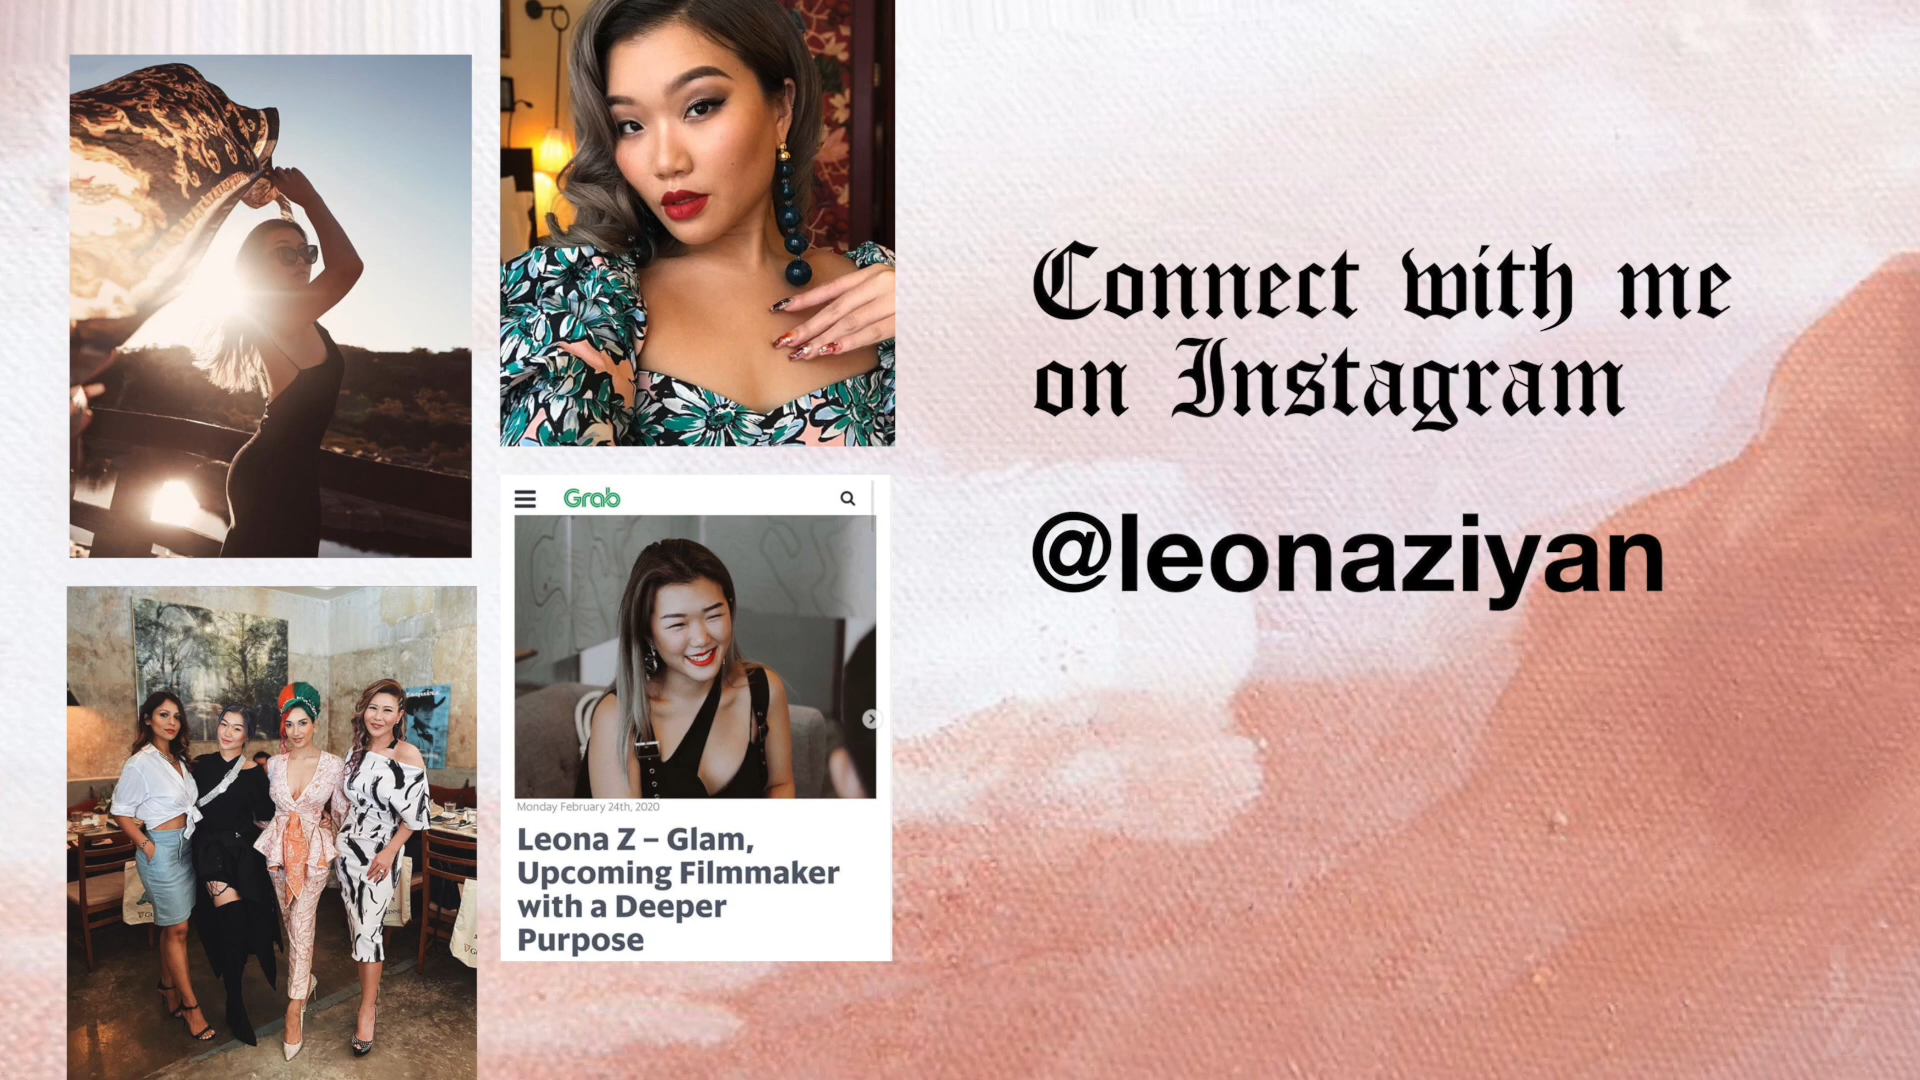 Grab
Monday February 24th, 2020
Leona Z – Glam,
Upcoming Filmmaker
with a Deeper
Purpose
Connect with me
on Instagram
@leonaziyan